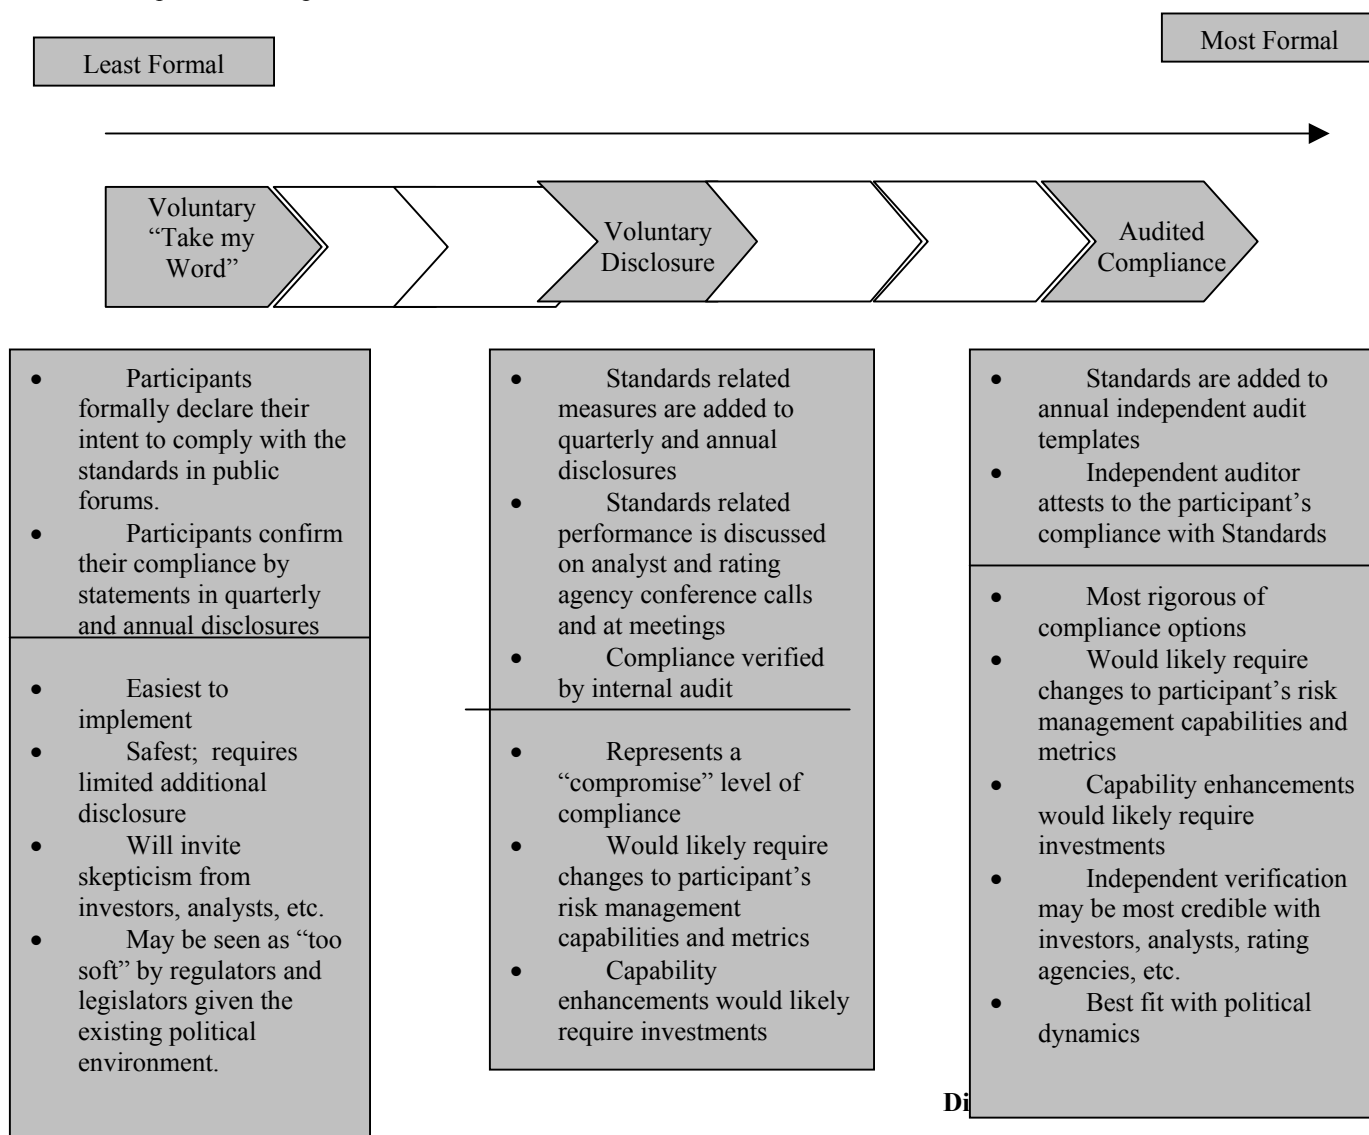 Least Formal
Most Formal
Voluntary
“Take my
Word”
Voluntary
Disclosure
Audited
Compliance
• Participants
formally declare their
intent to comply with the
standards in public
forums.
• Participants confirm
their compliance by
statements in quarterly
and annual disclosures
• Easiest to
implement
• Safest; requires
limited additional
disclosure
• Will invite
skepticism from
investors, analysts, etc.
• May be seen as “too
soft” by regulators and
legislators given the
existing political
environment.
• Standards related
measures are added to
quarterly and annual
disclosures
• Standards related
performance is discussed
on analyst and rating
agency conference calls
and at meetings
• Compliance verified
by internal audit
• Represents a
“compromise” level of
compliance
• Would likely require
changes to participant’s
risk management
capabilities and metrics
• Capability
enhancements would likely
require investments
• Standards are added to
annual independent audit
templates
• Independent auditor
attests to the participant’s
compliance with Standards
• Most rigorous of
compliance options
• Would likely require
changes to participant’s risk
management capabilities and
metrics
• Capability enhancements
would likely require
investments
• Independent verification
may be most credible with
investors, analysts, rating
agencies, etc.
• Best fit with political
dynamics